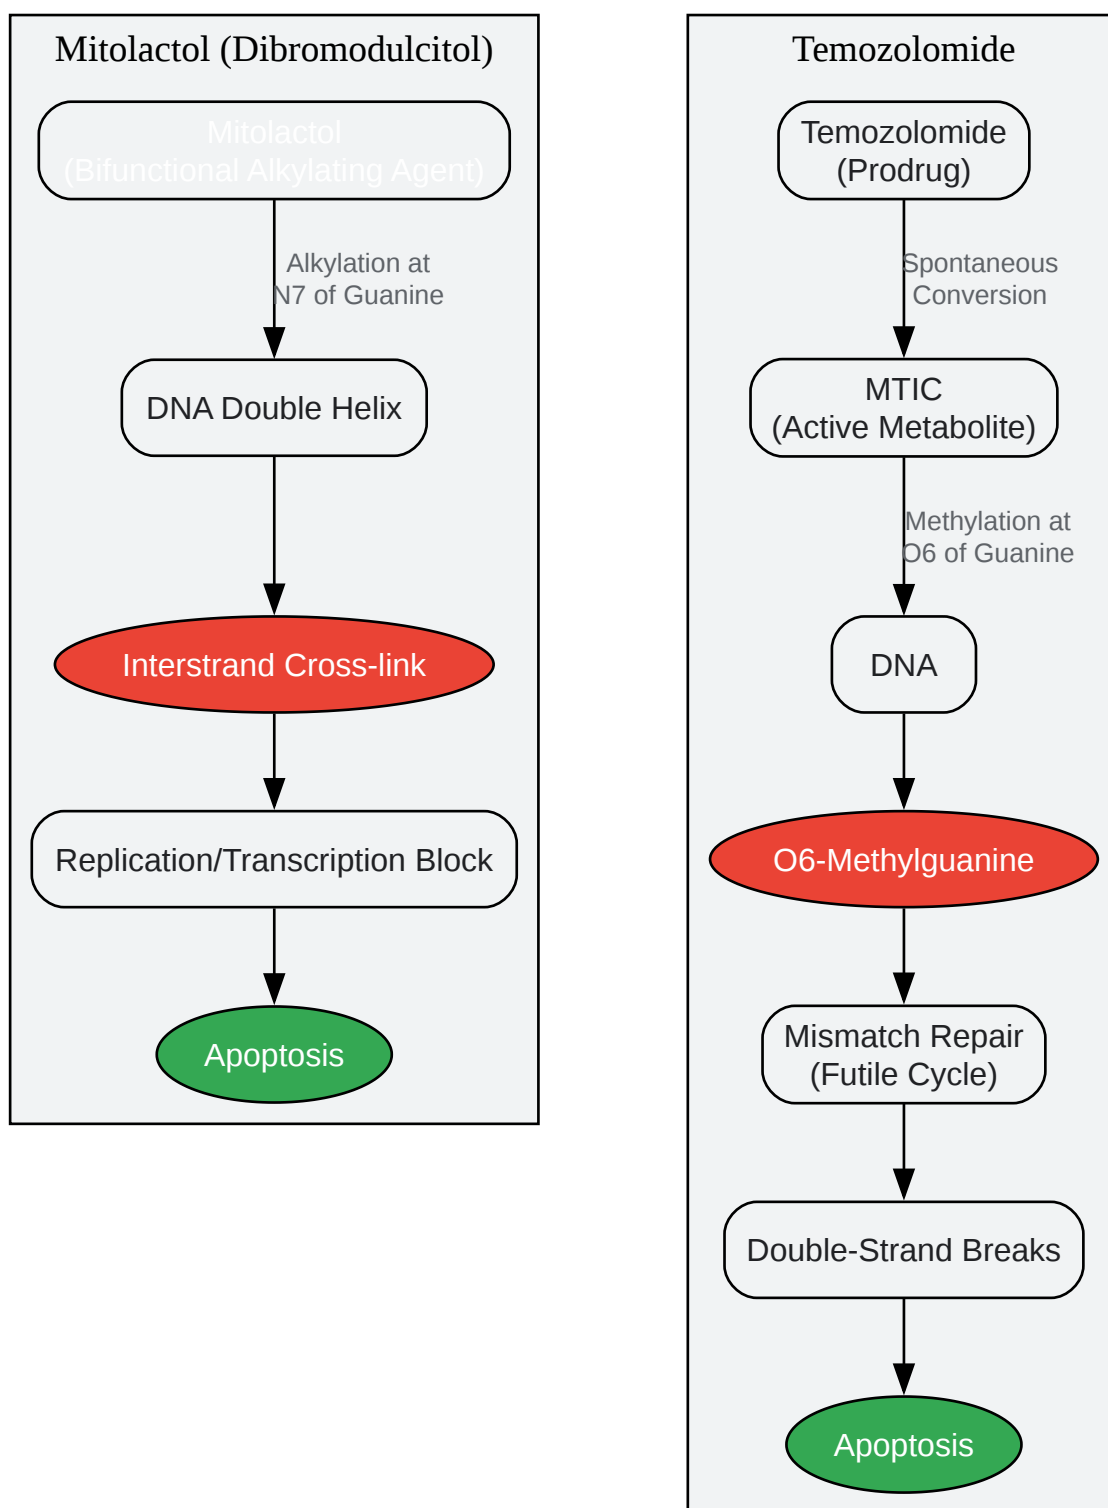 Mitolactol (Dibromodulcitol)
Mitolactol
(Bifunctional Alkylating Agent)
Alkylation at
N7 of Guanine
DNA Double Helix
Interstrand Cross-link
Replication/Transcription Block
Apoptosis
Temozolomide
Temozolomide
(Prodrug)
Spontaneous
Conversion
MTIC
(Active Metabolite)
Methylation at
O6 of Guanine
DNA
O6-Methylguanine
Mismatch Repair
(Futile Cycle)
Double-Strand Breaks
Apoptosis